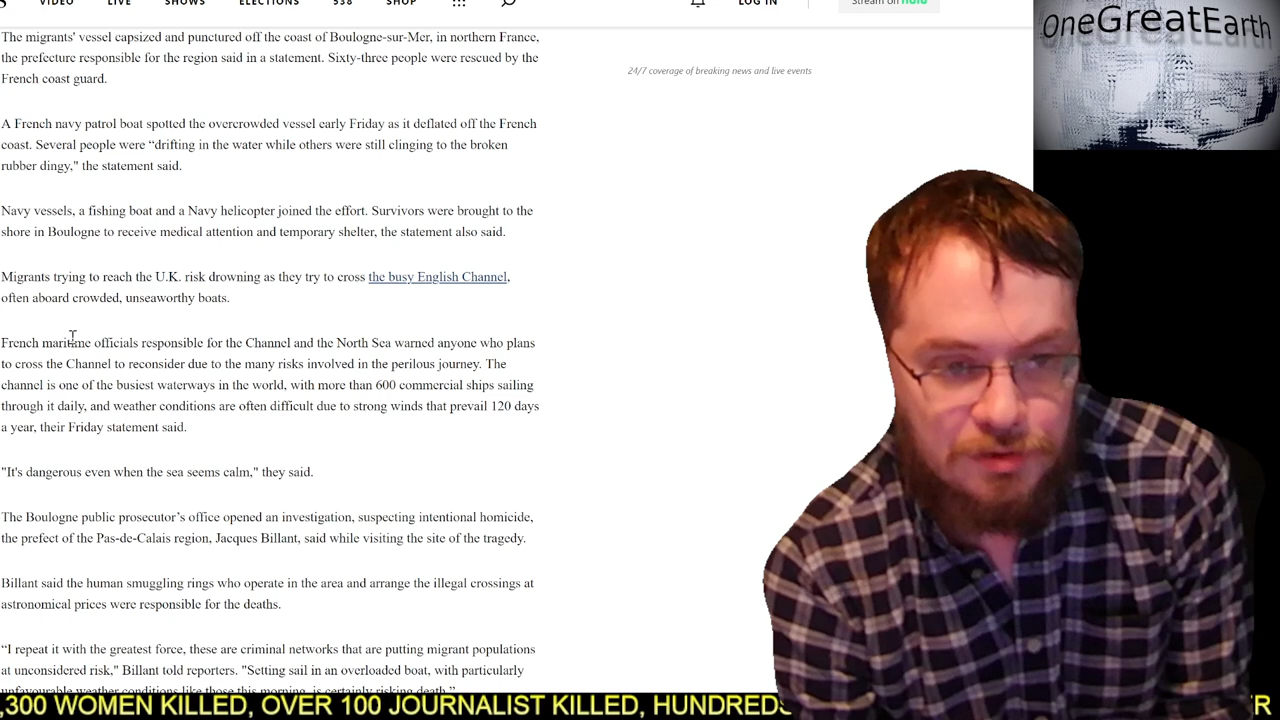 VIDEO LIVE SHOWS ELECTIONS 538 SHOP LOG IN Stream on hulu
OneGreatEarth
The migrants' vessel capsized and punctured off the coast of Boulogne-sur-Mer, in northern France,
the prefecture responsible for the region said in a statement. Sixty-three people were rescued by the
French coast guard.
24/7 coverage of breaking news and live events
A French navy patrol boat spotted the overcrowded vessel early Friday as it deflated off the French
coast. Several people were “drifting in the water while others were still clinging to the broken
rubber dingy," the statement said.
Navy vessels, a fishing boat and a Navy helicopter joined the effort. Survivors were brought to the
shore in Boulogne to receive medical attention and temporary shelter, the statement also said.
Migrants trying to reach the U.K. risk drowning as they try to cross the busy English Channel,
often aboard crowded, unseaworthy boats.
French maritime officials responsible for the Channel and the North Sea warned anyone who plans
to cross the Channel to reconsider due to the many risks involved in the perilous journey. The
channel is one of the busiest waterways in the world, with more than 600 commercial ships sailing
through it daily, and weather conditions are often difficult due to strong winds that prevail 120 days
a year, their Friday statement said.
"It's dangerous even when the sea seems calm," they said.
The Boulogne public prosecutor’s office opened an investigation, suspecting intentional homicide,
the prefect of the Pas-de-Calais region, Jacques Billant, said while visiting the site of the tragedy.
Billant said the human smuggling rings who operate in the area and arrange the illegal crossings at
astronomical prices were responsible for the deaths.
“I repeat it with the greatest force, these are criminal networks that are putting migrant populations
at unconsidered risk," Billant told reporters. "Setting sail in an overloaded boat, with particularly
unfavourable weather conditions like those this morning, is certainly risking death.”
,300 WOMEN KILLED, OVER 100 JOURNALIST KILLED, HUNDREDS